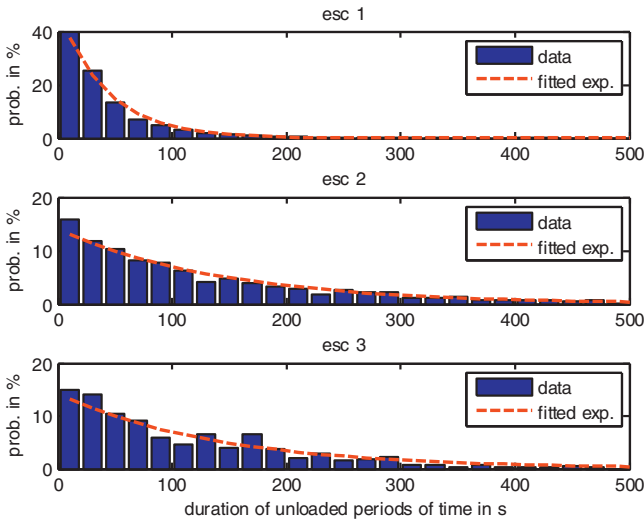 esc 1
prob. in %
40
20
0
data
fitted exp.
0 100 200 300 400 500
esc 2
prob. in %
20
10
0
data
fitted exp.
0 100 200 300 400 500
esc 3
prob. in %
20
10
0
data
fitted exp.
0 100 200 300 400 500
duration of unloaded periods of time in s